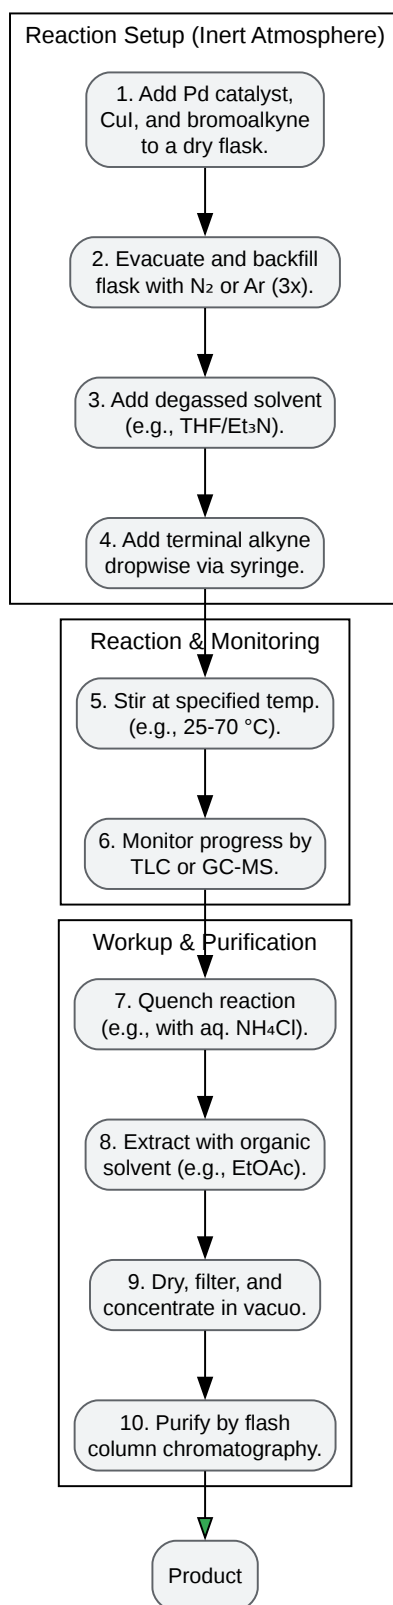 Reaction Setup (Inert Atmosphere)
1. Add Pd catalyst,
CuI, and bromoalkyne
to a dry flask.
2. Evacuate and backfill
flask with N₂ or Ar (3x).
3. Add degassed solvent
(e.g., THF/Et₃N).
4. Add terminal alkyne
dropwise via syringe.
Reaction & Monitoring
5. Stir at specified temp.
(e.g., 25-70 °C).
6. Monitor progress by
TLC or GC-MS.
Workup & Purification
7. Quench reaction
(e.g., with aq. NH₄Cl).
8. Extract with organic
solvent (e.g., EtOAc).
9. Dry, filter, and
concentrate in vacuo.
10. Purify by flash
column chromatography.
Product